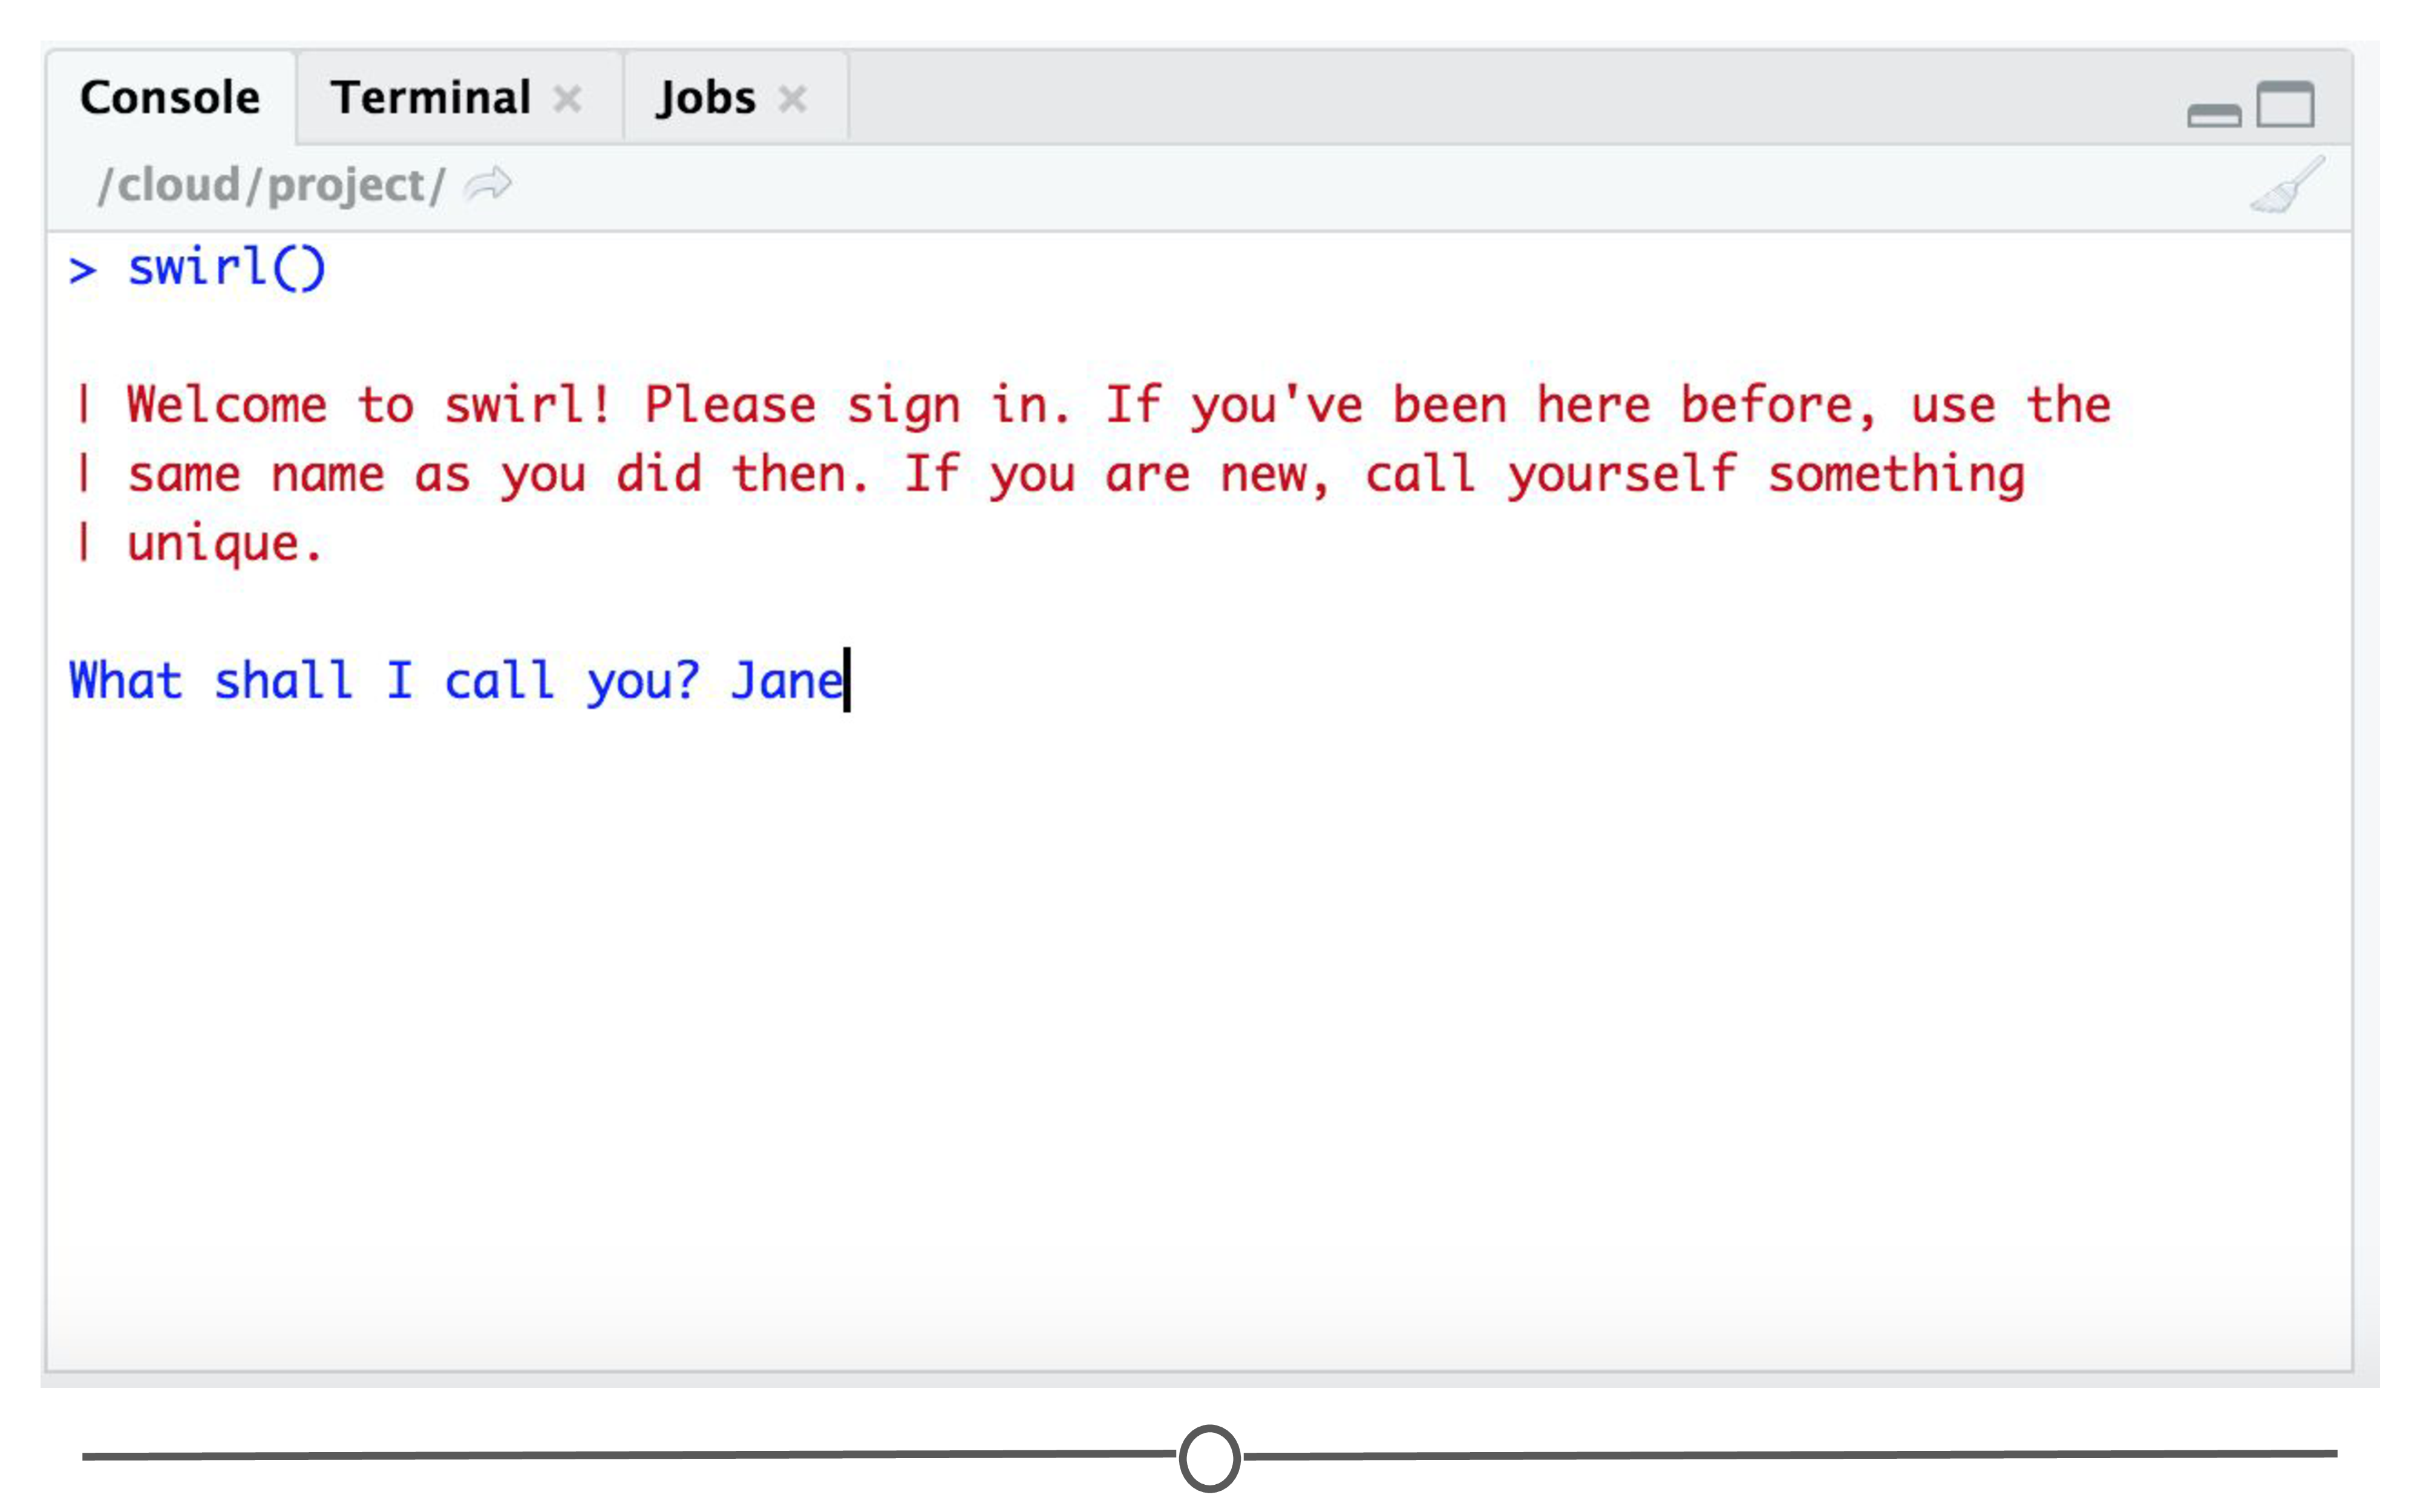 Console Terminal Jobs
/cloud/project/
> swirl()
| Welcome to swirl! Please sign in. If you've been here before, use the
| same name as you did then. If you are new, call yourself something
| unique.
What shall I call you? Jane